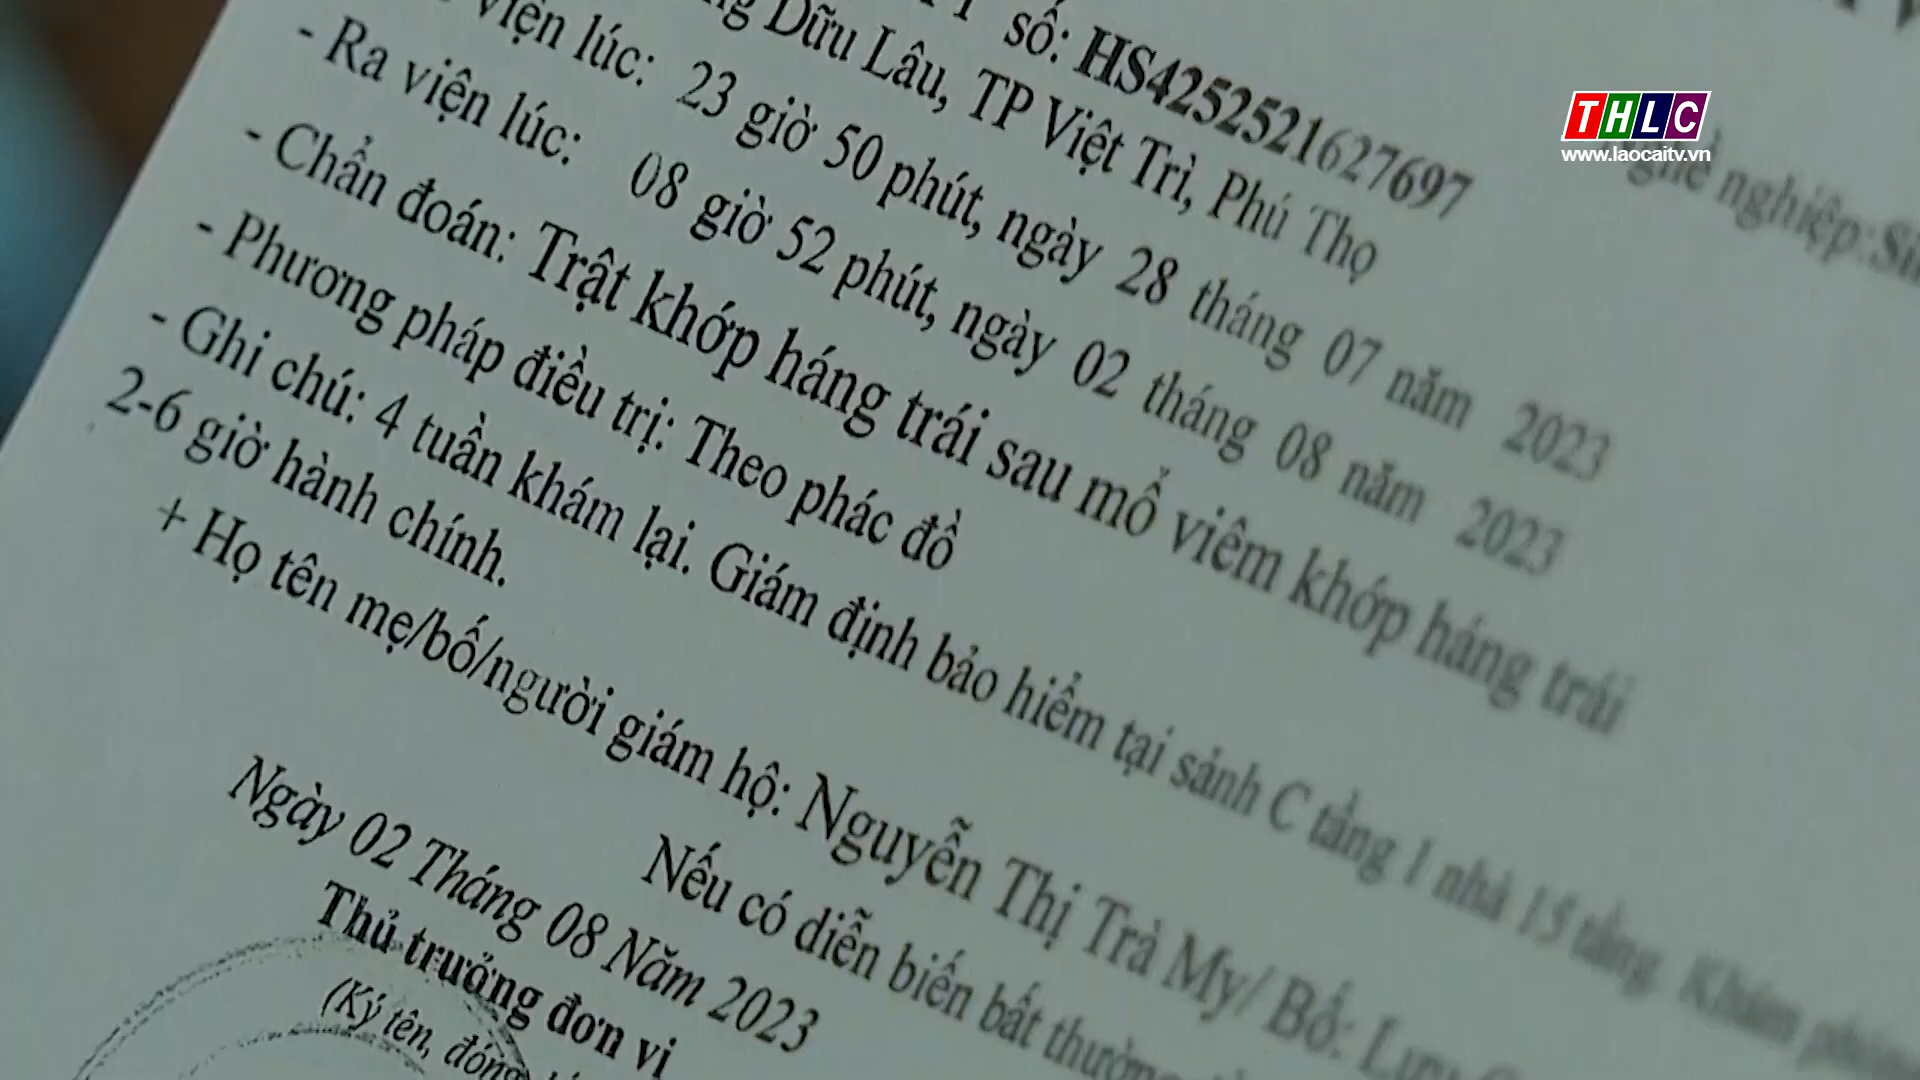 số: HS4252521627697
Dữu Lâu, TP Việt Trì, Phú Thọ
nghề nghiệp:
viện lúc: 23 giờ 50 phút, ngày 28 tháng 07 năm 2023
- Ra viện lúc: 08 giờ 52 phút, ngày 02 tháng 08 năm 2023
- Chẩn đoán: Trật khớp háng trái sau mổ viêm khớp háng trái
- Phương pháp điều trị: Theo phác đồ
- Ghi chú: 4 tuần khám lại. Giám định bảo hiểm tại sảnh C tầng 1 nhà 15 tầng. Khám
2-6 giờ hành chính.
+ Họ tên mẹ/bố/người giám hộ: Nguyễn Thị Trà My/ Bố:
Nếu có diễn biến bất
Ngày 02 Tháng 08 Năm 2023
Thủ trưởng đơn vị
(Ký tên,
THLC
www.laocaitv.vn